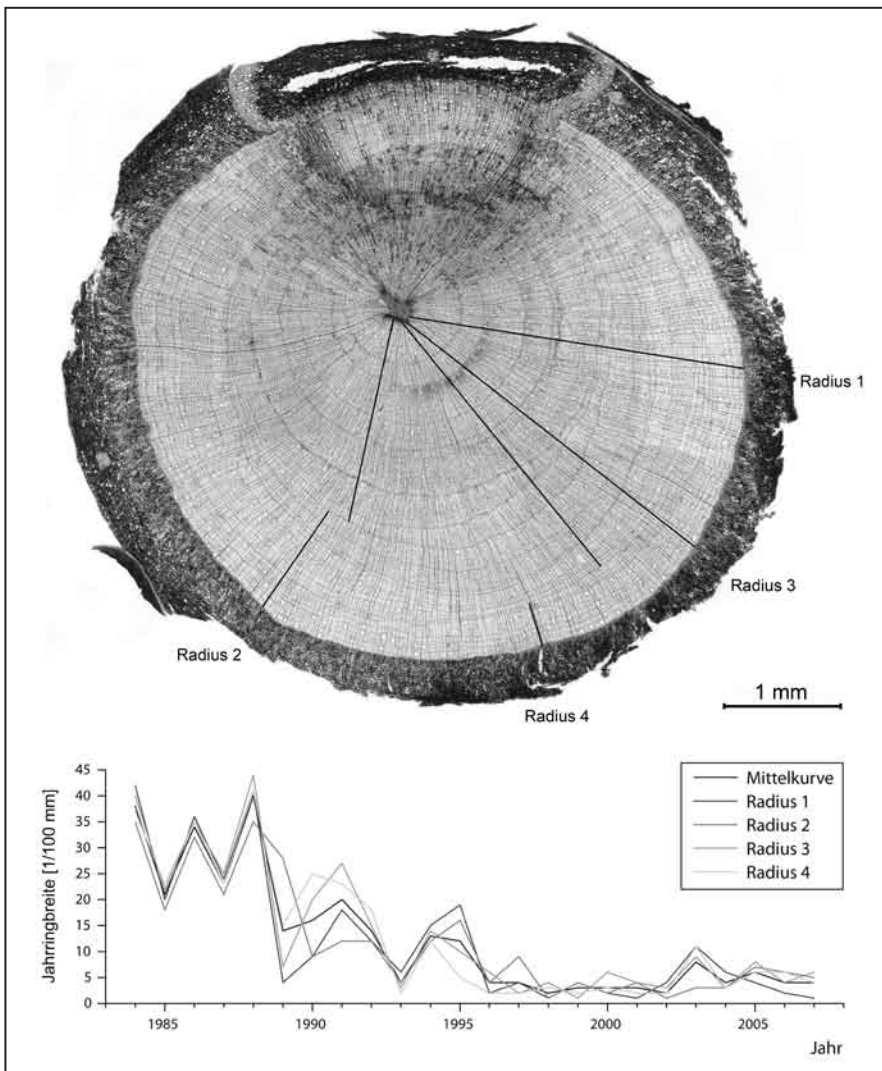 Radius 1
Radius 3
Radius 2
Radius 4
1 mm
Jahrringbreite [1/100 mm]
45
40
35
30
25
20
15
10
5
0
1985
1990
1995
2000
2005
Jahr
Mittelkurve
Radius 1
Radius 2
Radius 3
Radius 4